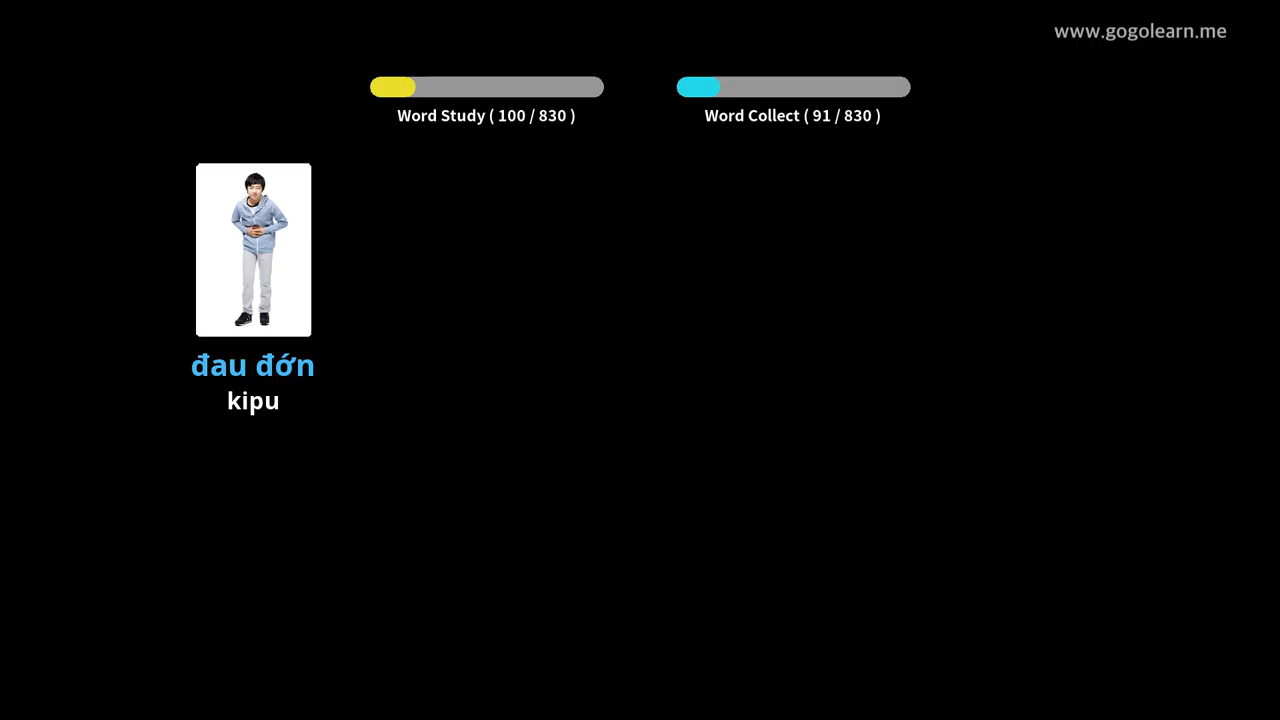 www.gogolearn.me
Word Study ( 100 / 830 )
Word Collect ( 91 / 830 )
đau đớn
kipu